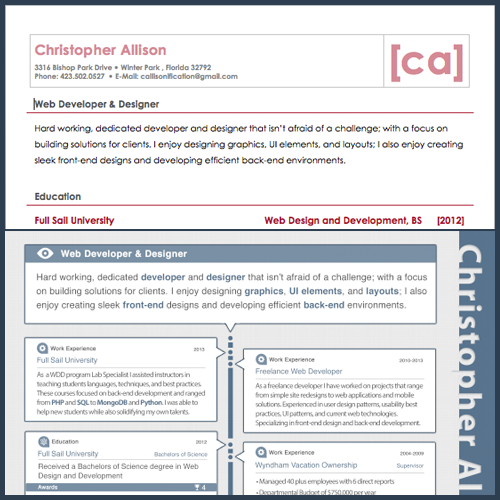 Christopher Allison
3316 Bishop Park Drive • Winter Park , Florida 32792
Phone: 423.502.0527 • E-Mail: callisonification@gmail.com
[ca]
Web Developer & Designer
Hard working, dedicated developer and designer that isn't afraid of a challenge; with a focus on
building solutions for clients. I enjoy designing graphics, UI elements, and layouts; I also enjoy creating
sleek front-end designs and developing efficient back-end environments.
Education
Full Sail University Web Design and Development, BS [2012]
Web Developer & Designer
Hard working, dedicated developer and designer that isn't afraid of a challenge; with a focus
on building solutions for clients. I enjoy designing graphics, UI elements, and layouts; I also
enjoy creating sleek front-end designs and developing efficient back-end environments.
Christopher Al
Work Experience 2013
Full Sail University
As a WDD program Lab Specialist I assisted instructors in
teaching students languages, techniques, and best practices.
These courses focused on back-end development and ranged
from PHP and SQL to MongoDB and Python. I was able to
help new students while also solidifying my own talents.
Work Experience 2010-2013
Freelance Web Developer
As a freelance developer I have worked on projects that range
from simple site redesigns to web applications and mobile
solutions. Experienced in user design patterns, usability best
practices, UI patterns, and current web technologies.
Specializing in front-end design and back-end development.
Education 2012
Full Sail University Bachelors of Science
Received a Bachelors of Science degree in Web
Design and Development
Awards 4
Work Experience 2004-2009
Wyndham Vacation Ownership Supervisor
• Managed 40 plus employees with 6 direct reports
• Departmental Budget of $750,000 per year